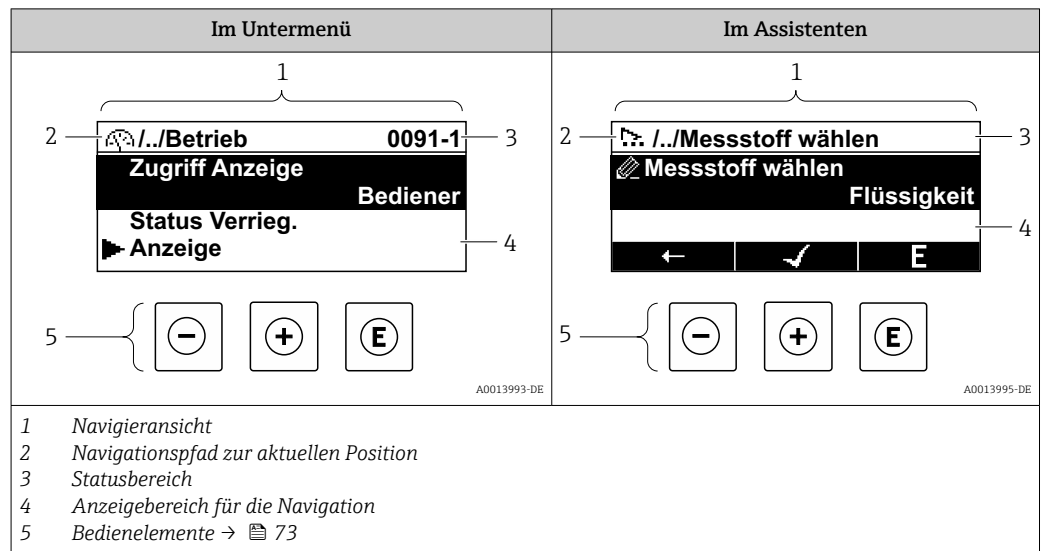 Im Untermenü
Im Assistenten
1
2
/../Betrieb 0091-1
3
Zugriff Anzeige
Bediener
Status Verrieg.
Anzeige
4
5
− + E
A0013993-DE
1
2
/../Messstoff wählen
3
Messstoff wählen
Flüssigkeit
4
← ✓ E
5
− + E
A0013995-DE
1 Navigieransicht
2 Navigationspfad zur aktuellen Position
3 Statusbereich
4 Anzeigebereich für die Navigation
5 Bedienelemente → 73